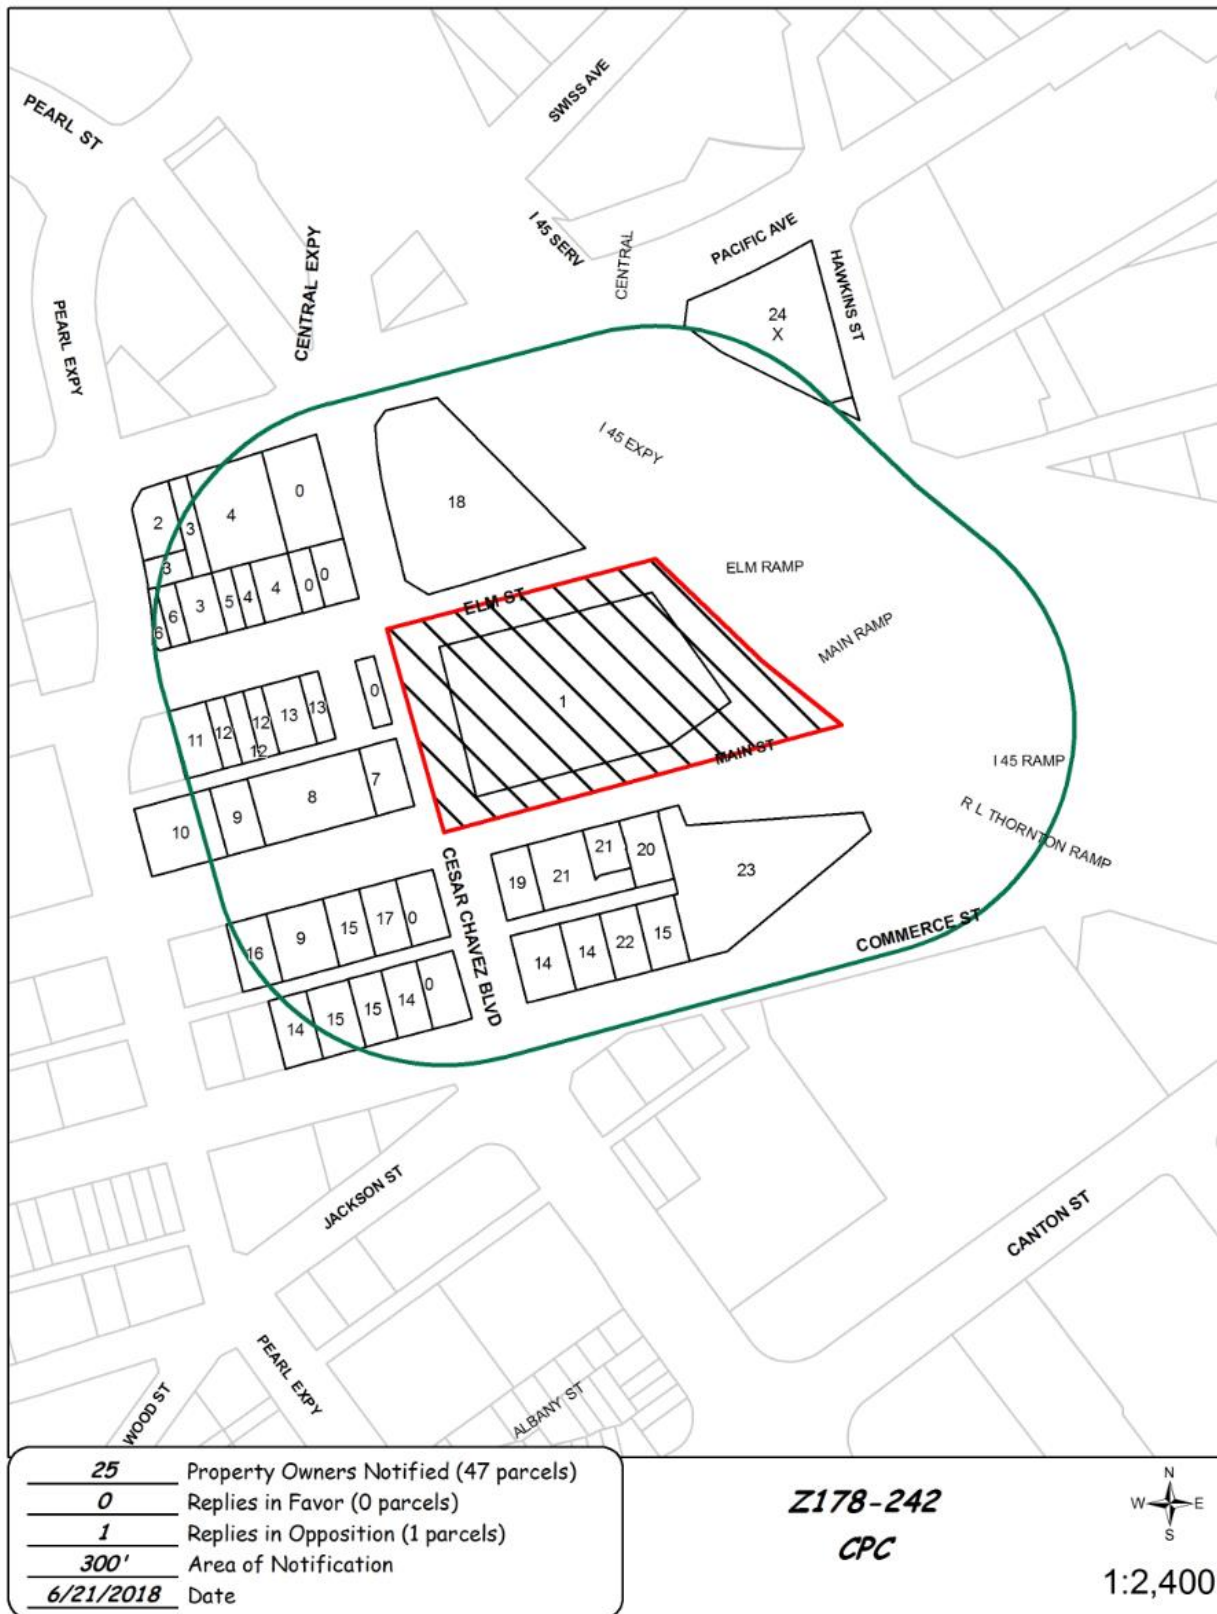 PEARL ST
SWISS AVE
CENTRAL EXPY
I 45 SERV
CENTRAL
PACIFIC AVE
HAWKINS ST
PEARL EXPY
24
X
I 45 EXPY
18
2
3
4
0
3
6
6
3
5
4
4
0
0
ELM ST
ELM RAMP
MAIN RAMP
0
1
11
12
12
12
13
13
MAIN ST
I 45 RAMP
R L THORNTON RAMP
10
9
8
7
CESAR CHAVEZ BLVD
19
21
21
20
23
COMMERCE ST
16
9
15
17
0
14
14
22
15
14
15
15
14
0
JACKSON ST
CANTON ST
PEARL EXPY
WOOD ST
ALBANY ST
25 Property Owners Notified (47 parcels)
0 Replies in Favor (0 parcels)
1 Replies in Opposition (1 parcels)
300' Area of Notification
6/21/2018 Date
Z178-242
CPC
N
W E
S
1:2,400